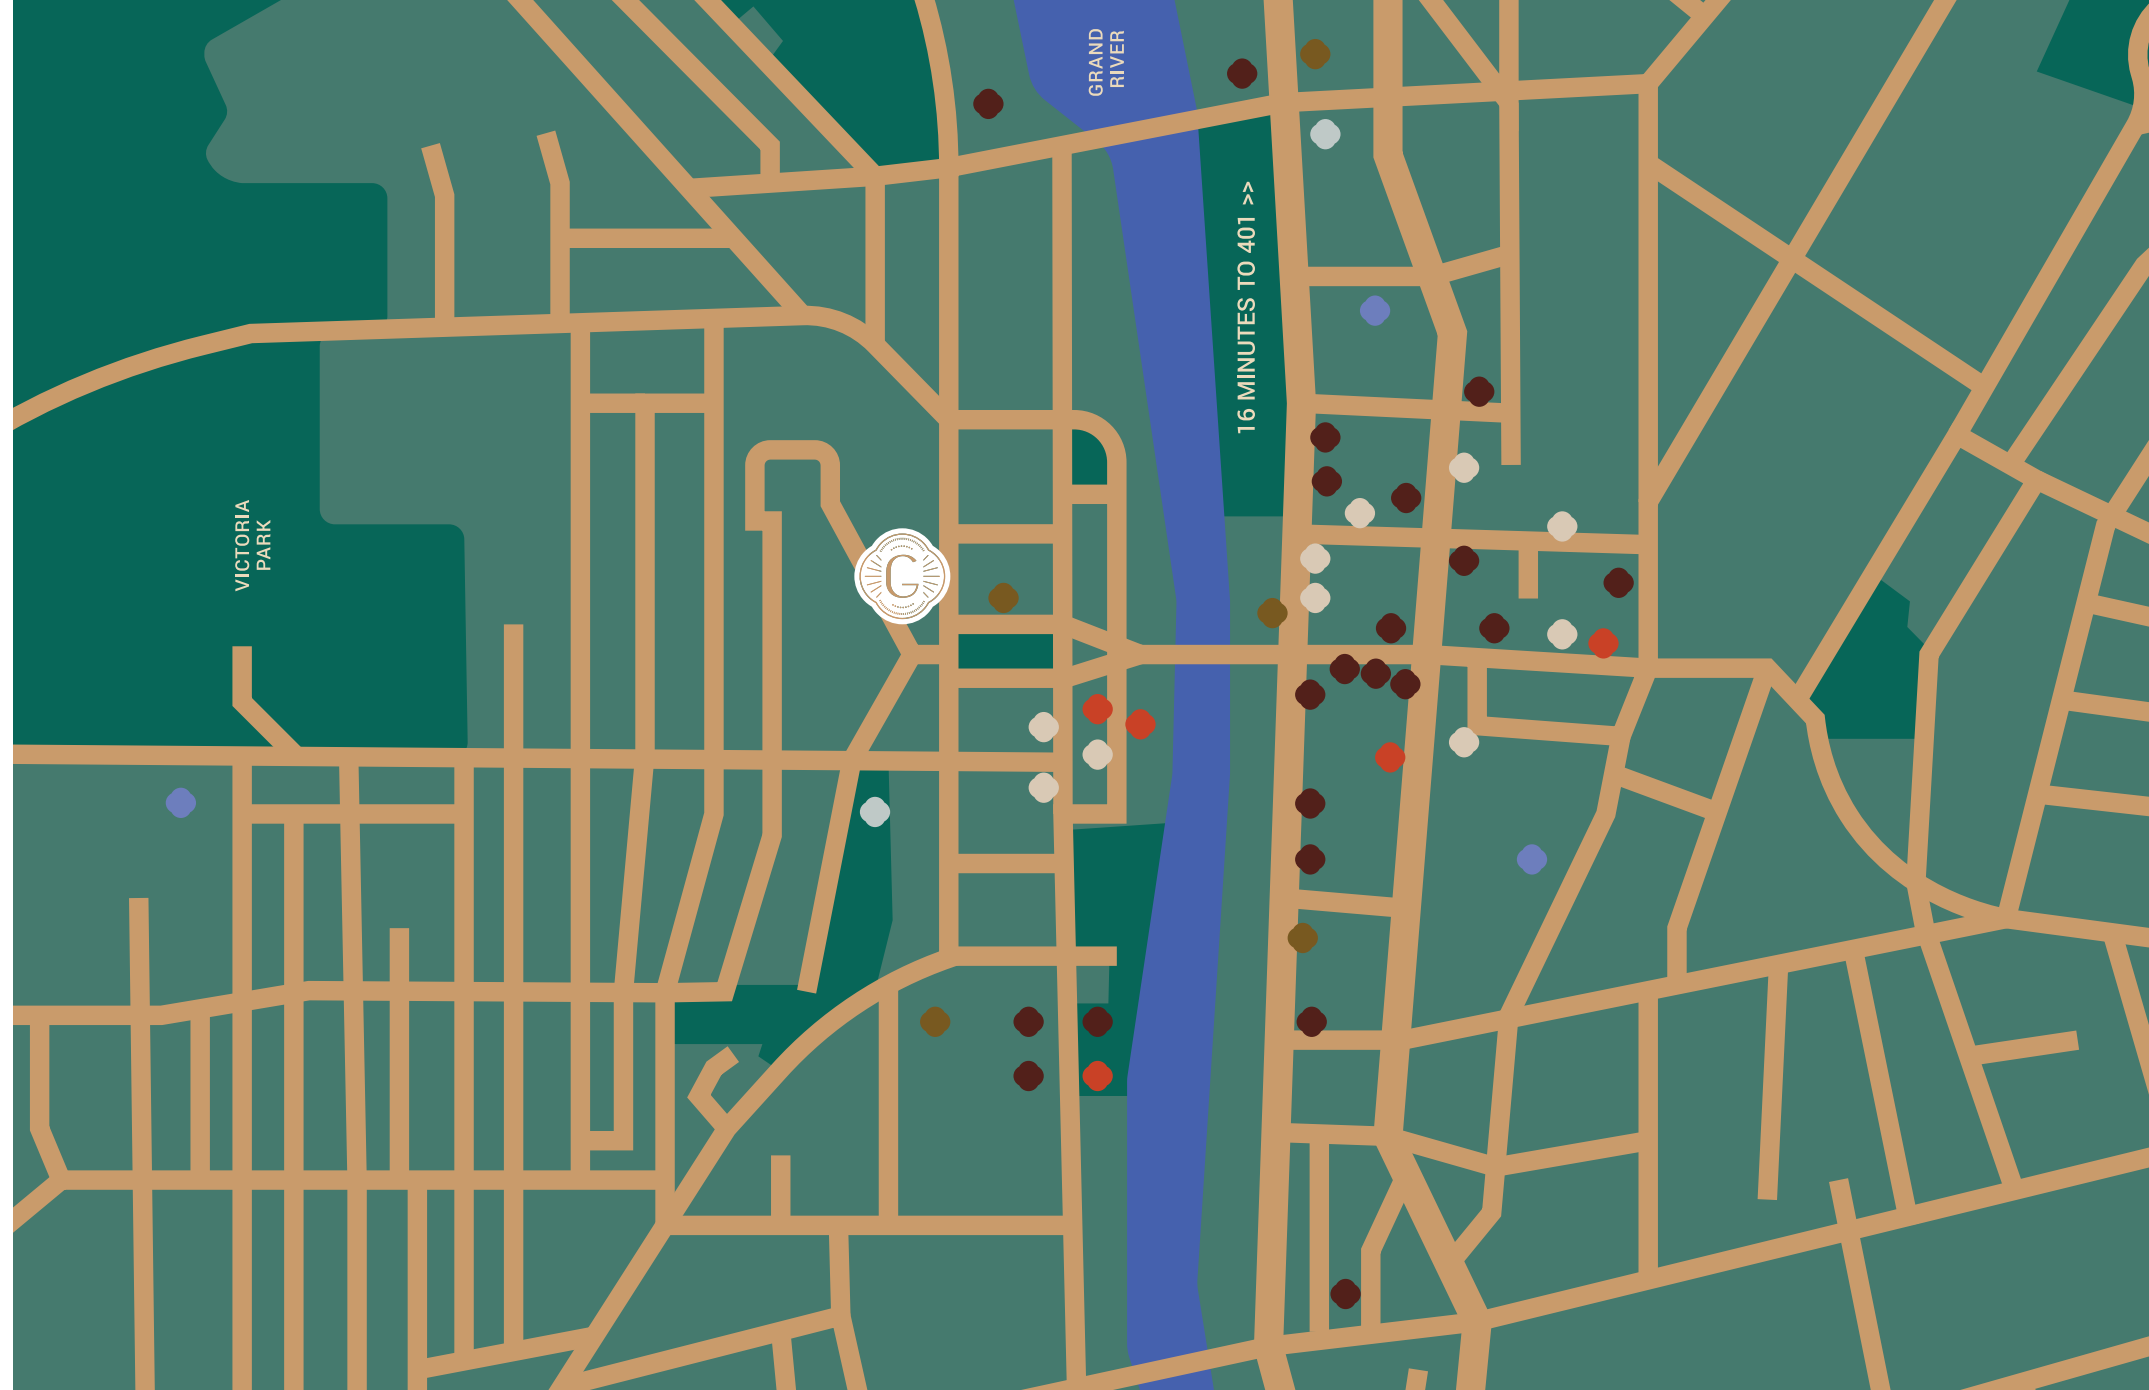 GRAND
RIVER
16 MINUTES TO 401 >>
VICTORIA
PARK
G